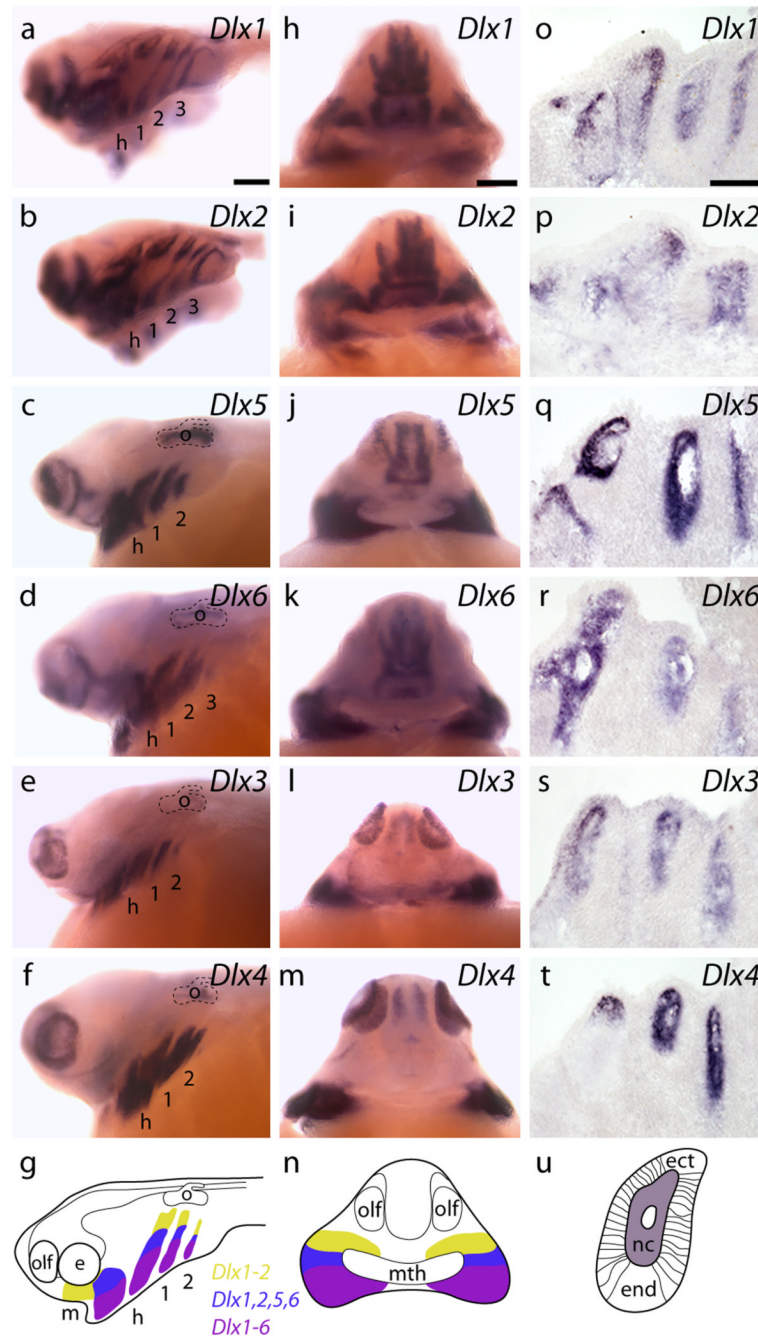 a Dlx1 h Dlx1 o Dlx1
h 1 2 3
b Dlx2 i Dlx2 p Dlx2
h 1 2 3
c Dlx5 j Dlx5 q Dlx5
o
h 1 2
d Dlx6 k Dlx6 r Dlx6
o
h 1 2 3
e Dlx3 l Dlx3 s Dlx3
o
h 1 2
f Dlx4 m Dlx4 t Dlx4
o
h 1 2
g n u
o
olf e
m h 1 2
Dlx1-2
Dlx1,2,5,6
Dlx1-6
olf olf
mth
ect
nc
end